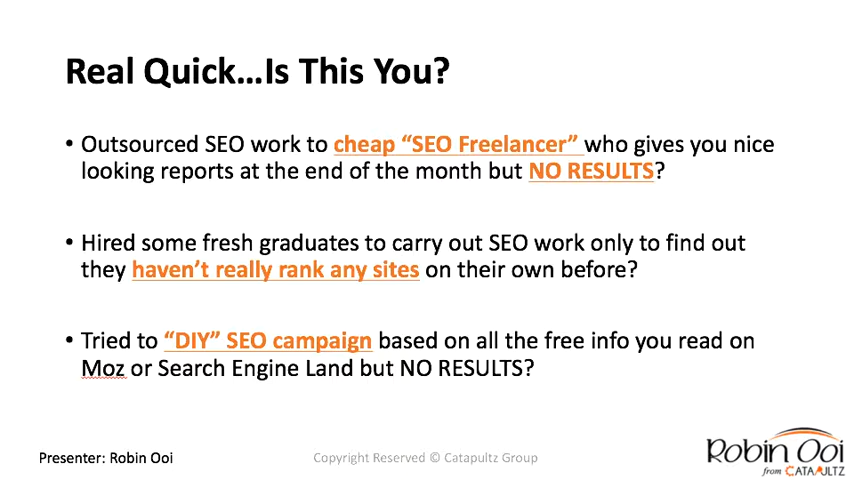 Real Quick...Is This You?
• Outsourced SEO work to cheap “SEO Freelancer” who gives you nice
looking reports at the end of the month but NO RESULTS?
• Hired some fresh graduates to carry out SEO work only to find out
they haven’t really rank any sites on their own before?
• Tried to “DIY” SEO campaign based on all the free info you read on
Moz or Search Engine Land but NO RESULTS?
Presenter: Robin Ooi
Copyright Reserved © Catapultz Group
Robin Ooi
from CATAPULTZ